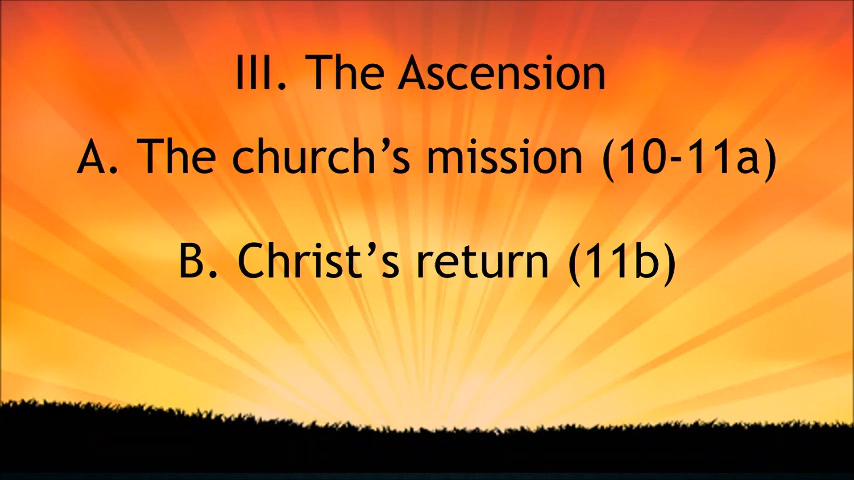 III. The Ascension
A. The church’s mission (10-11a)
B. Christ’s return (11b)